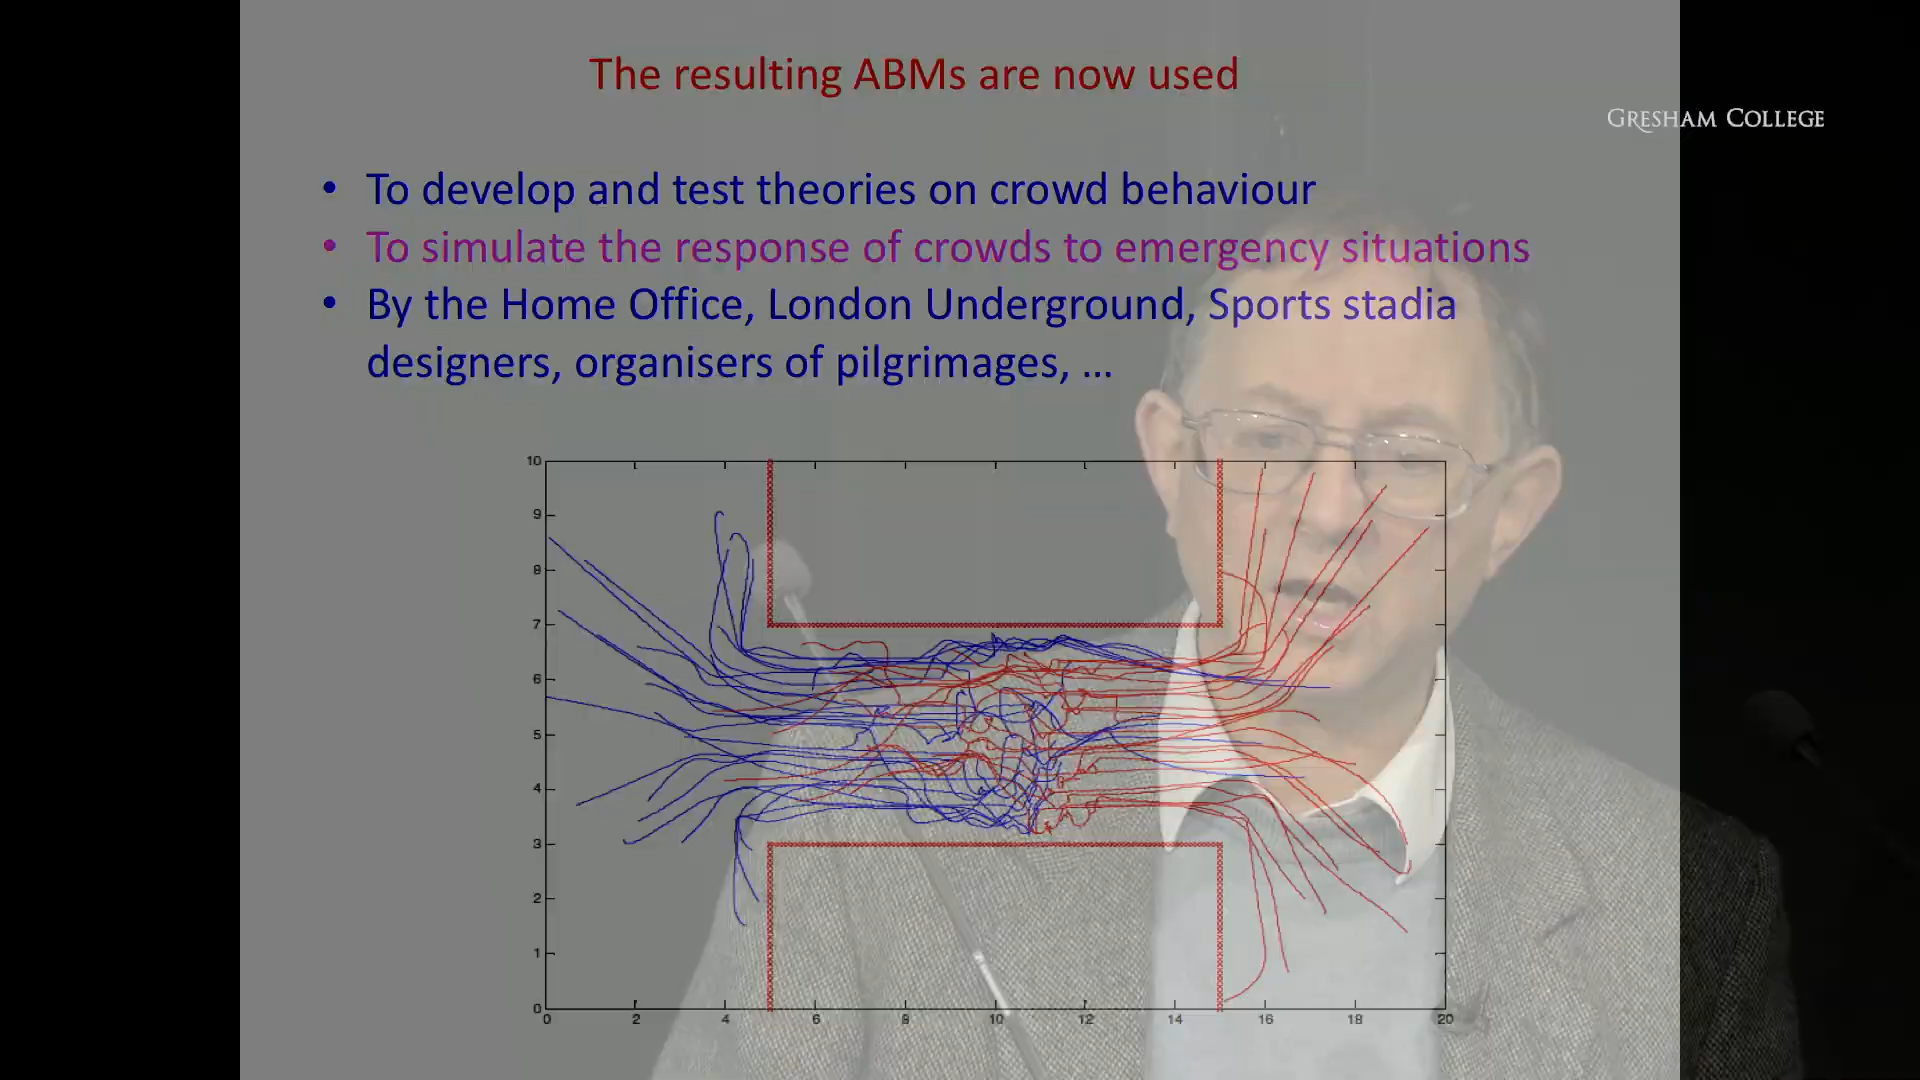 The resulting ABMs are now used
GRESHAM COLLEGE
• To develop and test theories on crowd behaviour
• To simulate the response of crowds to emergency situations
• By the Home Office, London Underground, Sports stadia
designers, organisers of pilgrimages, ...
10
9
8
7
6
5
4
3
2
1
0
0 2 4 6 8 10 12 14 16 18 20